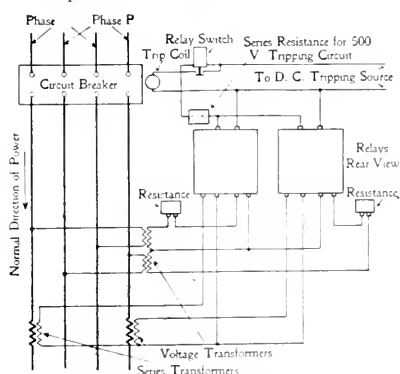 Phase Phase P
Relay Switch
Trip Coil
Series Resistance for 500
V Tripping Circuit
To D. C. Tripping Source
Circuit Breaker
Relays
Rear View
Resistance
Resistance
Normal Direction of Power
Voltage Transformers
Series Transformers